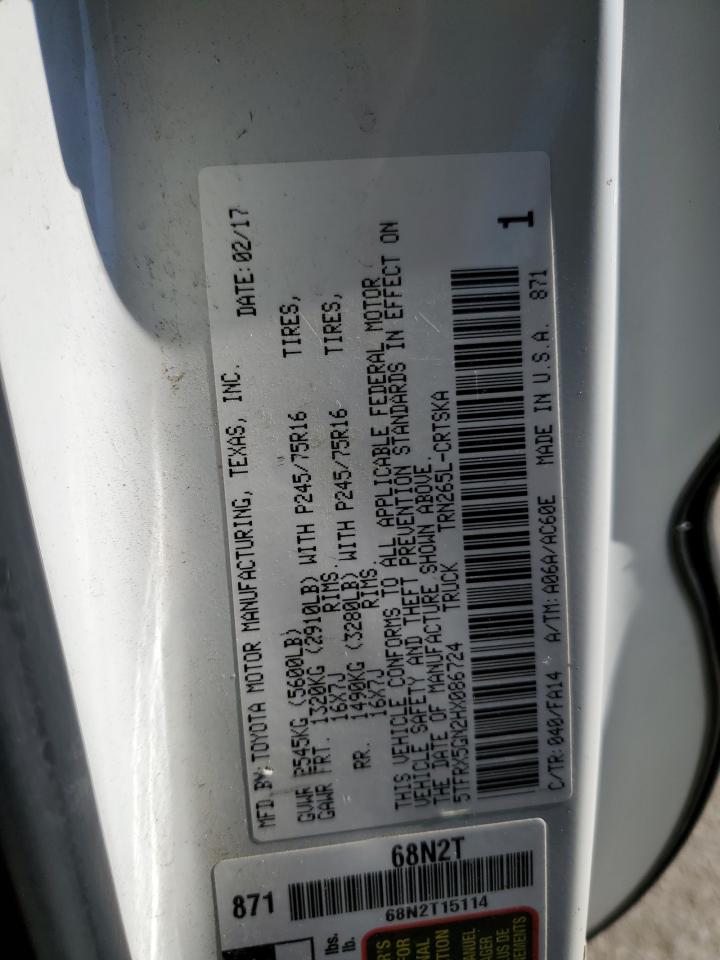 MFD.BY:TOYOTA MOTOR MANUFACTURING, TEXAS, INC. DATE:02/17
GVWR 2545KG (5600LB)
GAWR FRT. 1320KG (2910LB) WITH P245/75R16 TIRES,
16X7J RIMS.
RR. 1490KG (3280LB) WITH P245/75R16 TIRES,
16X7J RIMS.
THIS VEHICLE CONFORMS TO ALL APPLICABLE FEDERAL MOTOR
VEHICLE SAFETY AND THEFT PREVENTION STANDARDS IN EFFECT ON
THE DATE OF MANUFACTURE SHOWN ABOVE.
5TFRX5GN2HX086724 TRUCK TRN265L-CRTSKA
1
C/TR:040/FA14 A/TM:A06A/AC60E MADE IN U.S.A. 871
68N2T
871
68N2T15114
lbs.
lb.